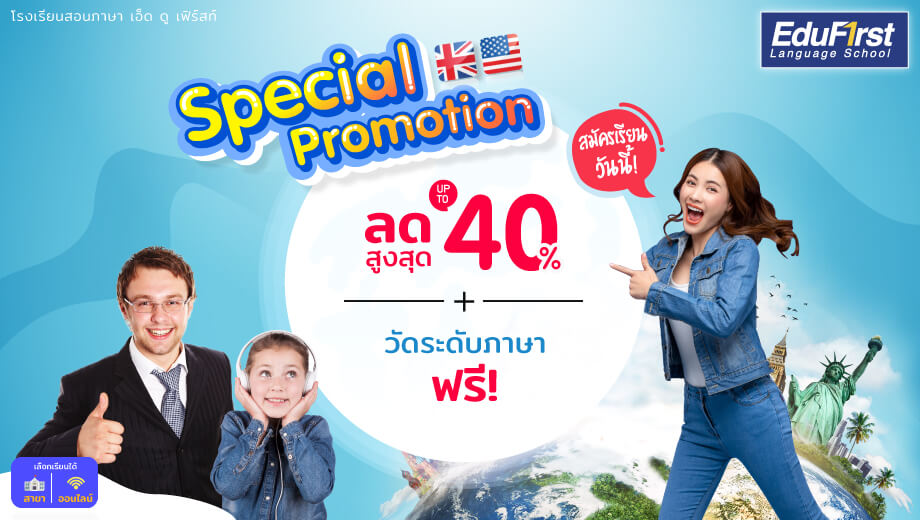 โรงเรียนสอนภาษา เอ็ด ดู เฟิร์สท์
EduF1rst
Language School
Special
Promotion
สมัครเรียน
วันนี้!
UP
TO
ลด
สูงสุด
40%
+
วัดระดับภาษา
ฟรี!
เลือกเรียนได้
สาขา | ออนไลน์